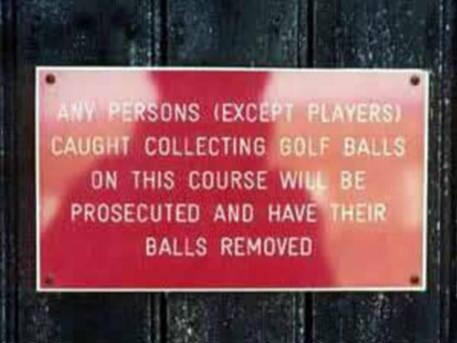 ANY PERSONS (EXCEPT PLAYERS)
CAUGHT COLLECTING GOLF BALLS
ON THIS COURSE WILL BE
PROSECUTED AND HAVE THEIR
BALLS REMOVED